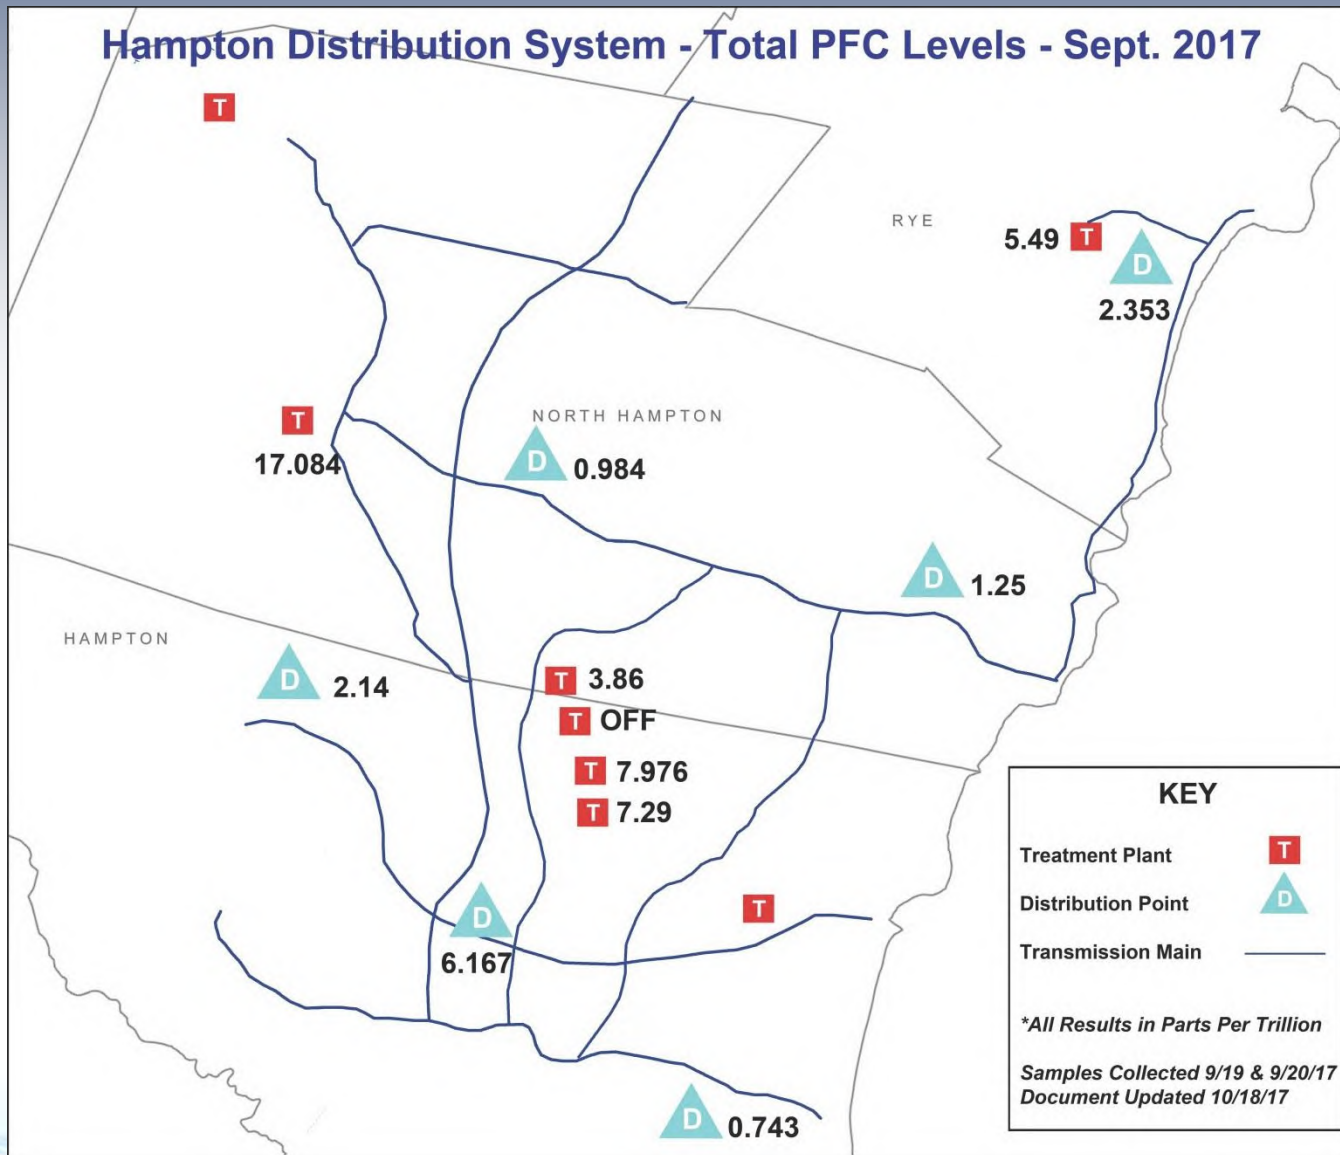 Hampton Distribution System - Total PFC Levels - Sept. 2017
T
RYE
5.49 T
D
2.353
NORTH HAMPTON
T
17.084
D 0.984
D 1.25
HAMPTON
D 2.14
T 3.86
T OFF
T 7.976
T 7.29
D
6.167
T
D 0.743
KEY
Treatment Plant T
Distribution Point D
Transmission Main
*All Results in Parts Per Trillion
Samples Collected 9/19 & 9/20/17
Document Updated 10/18/17